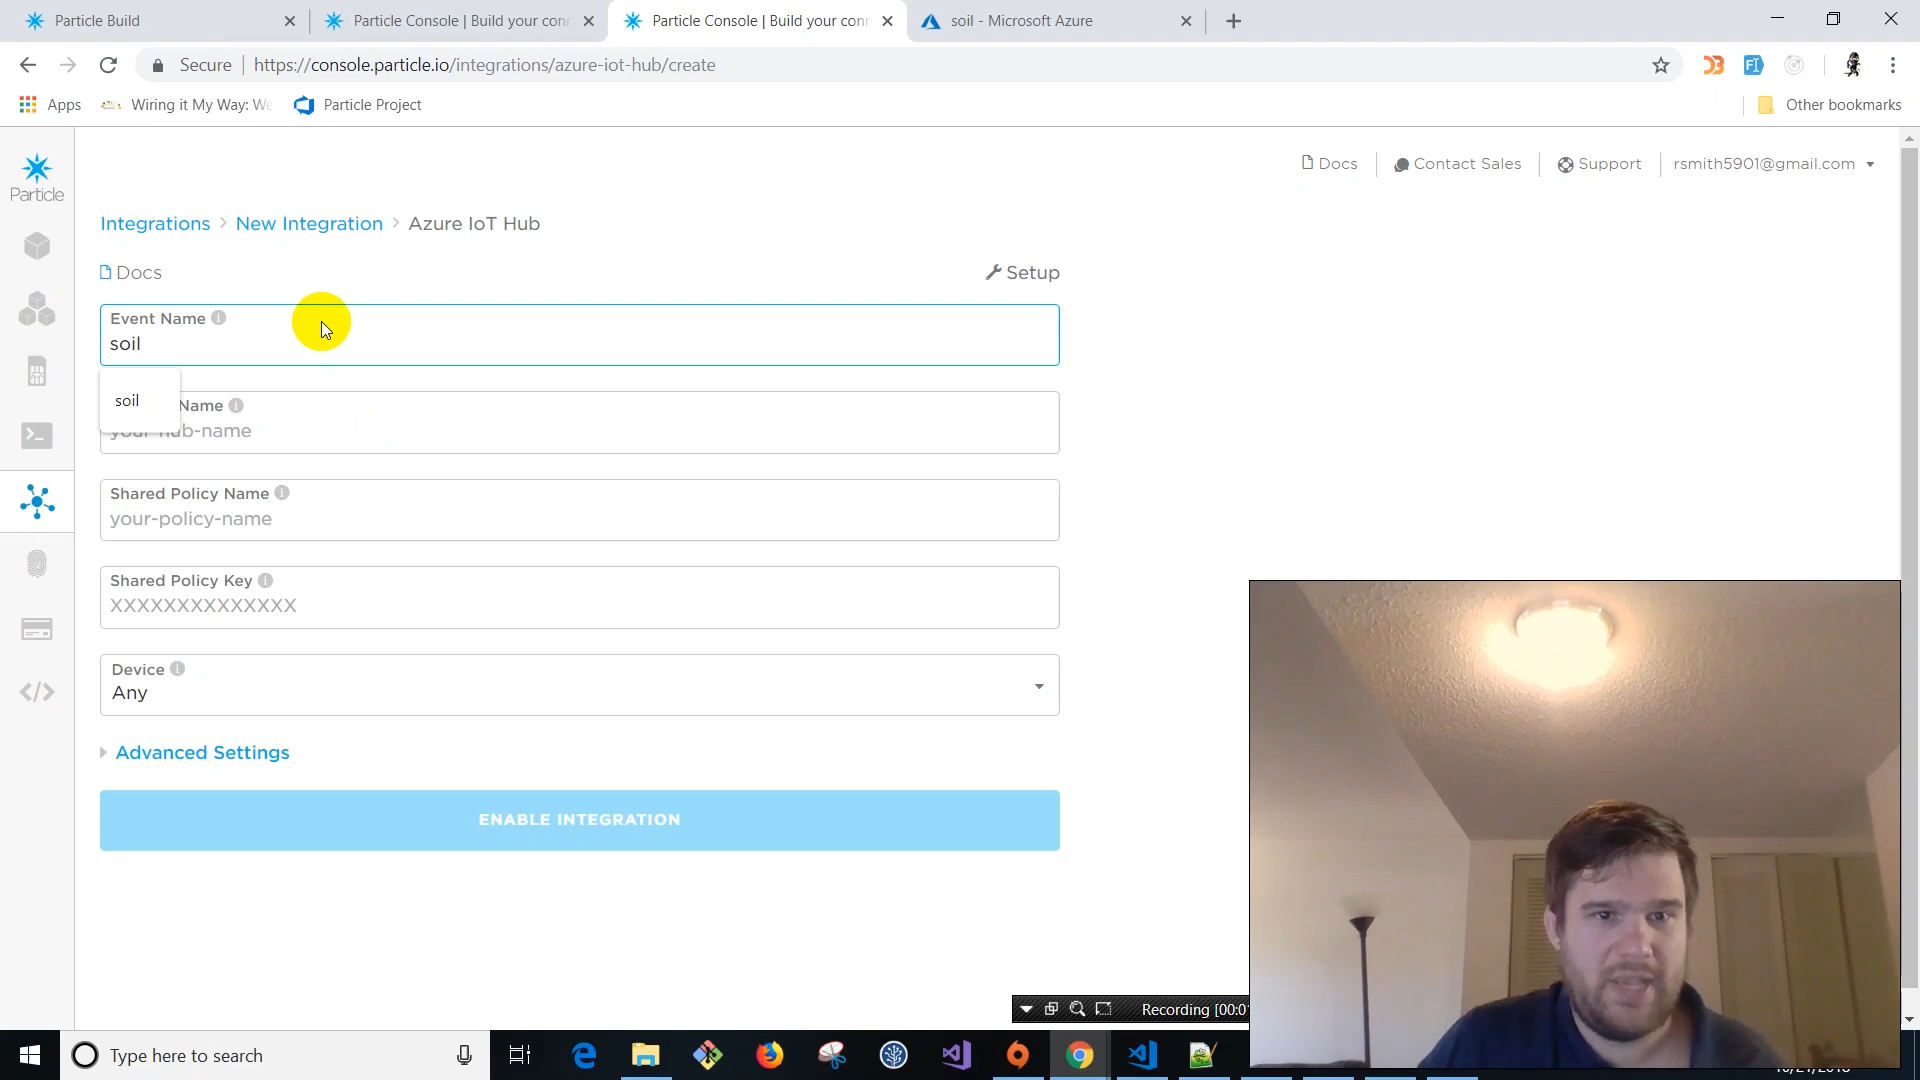 Particle Build
Particle Console | Build your con
Particle Console | Build your con
soil - Microsoft Azure
Secure
https://console.particle.io/integrations/azure-iot-hub/create
Apps
Wiring it My Way: We
Particle Project
Other bookmarks
Docs
Contact Sales
Support
rsmith5901@gmail.com
Particle
Integrations > New Integration > Azure IoT Hub
Docs
Setup
Event Name
soil
soil
Name
your-hub-name
Shared Policy Name
your-policy-name
Shared Policy Key
XXXXXXXXXXXXXX
Device
Any
Advanced Settings
ENABLE INTEGRATION
Recording [00:0
Type here to search